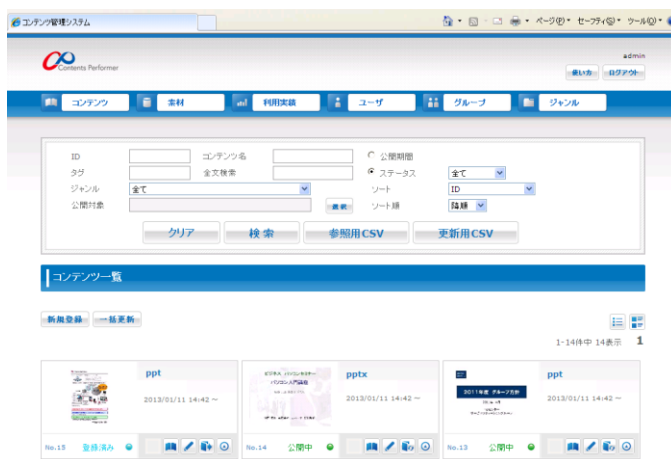 コンテンツ管理システム
ページ(P) セーフティ(S) ツール(O)
Contents Performer
admin
使い方 ログアウト
コンテンツ 素材 利用実績 ユーザ グループ ジャンル
ID コンテンツ名 公開期間
タグ 全文検索 ステータス 全て
ジャンル 全て ソート ID
公開対象 選択 ソート順 降順
クリア 検索 参照用CSV 更新用CSV
コンテンツ一覧
新規登録 一括更新
1-14件中 14表示 1
ppt
2013/01/11 14:42 ~
No.15 登録済み
pptx
2013/01/11 14:42 ~
No.14 公開中
2011年度 グループ方針
ppt
2013/01/11 14:42 ~
No.13 公開中